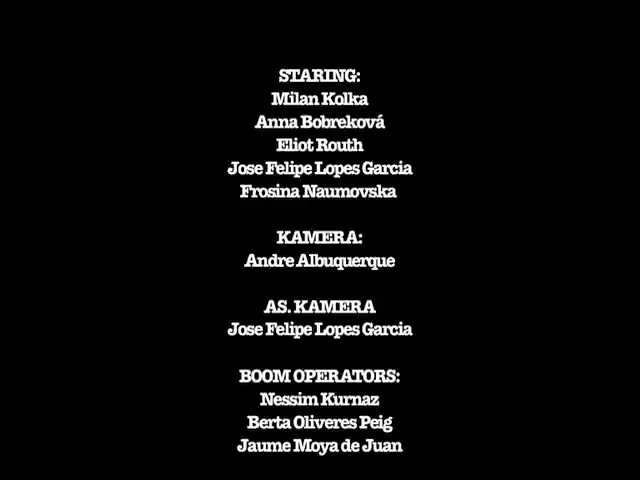 STARING:
Milan Kolka
Anna Bobreková
Eliot Routh
Jose Felipe Lopes Garcia
Frosina Naumovska
KAMERA:
Andre Albuquerque
AS. KAMERA
Jose Felipe Lopes Garcia
BOOM OPERATORS:
Nessim Kurnaz
Berta Oliveres Peig
Jaume Moya de Juan